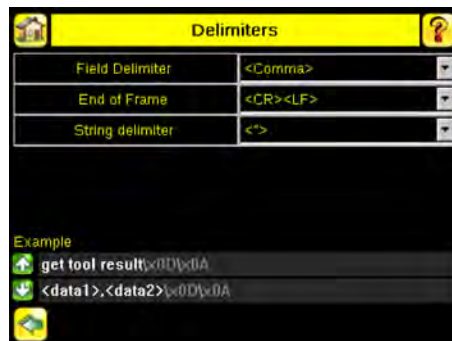 Delimiters
Field Delimiter <Comma>
End of Frame <CR><LF>
String delimiter <">
Example
get tool result\x0D\x0A
<data1>,<data2>\x0D\x0A